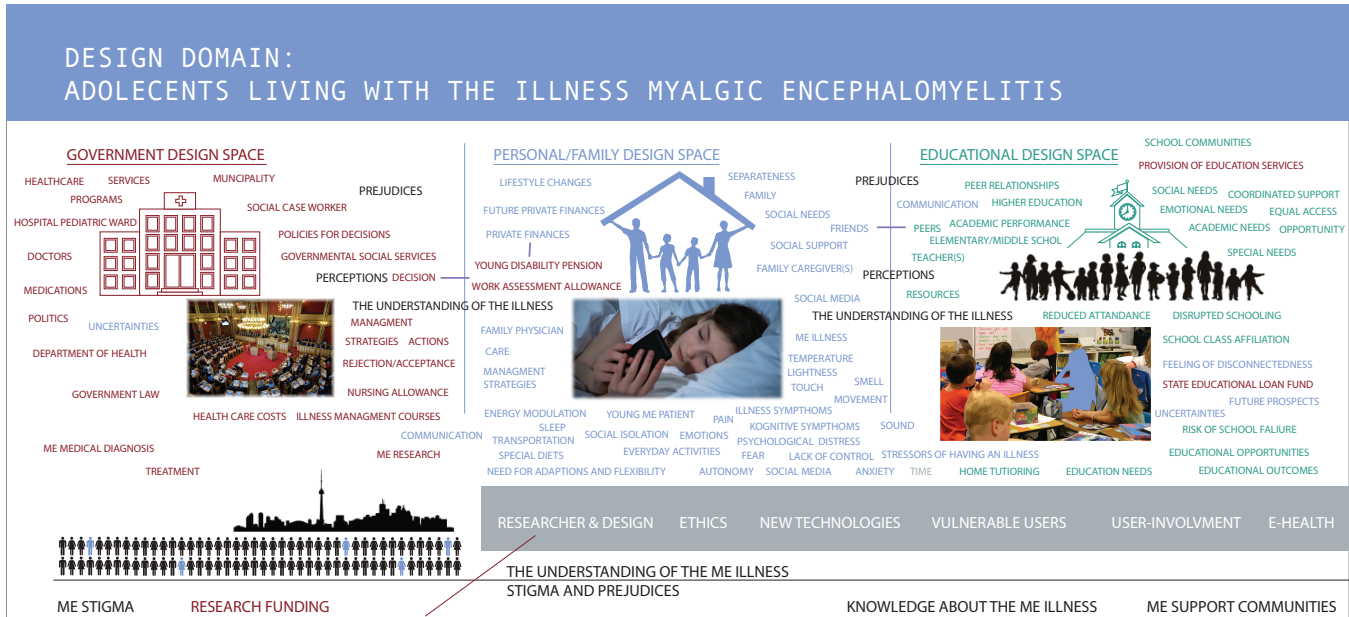 DESIGN DOMAIN:
ADOLECENTS LIVING WITH THE ILLNESS MYALGIC ENCEPHALOMYELITIS
GOVERNMENT DESIGN SPACE
HEALTHCARE
SERVICES
MUNCIPALITY
PROGRAMS
PREJUDICES
SOCIAL CASE WORKER
HOSPITAL PEDIATRIC WARD
POLICIES FOR DECISIONS
DOCTORS
GOVERNMENTAL SOCIAL SERVICES
PERCEPTIONS
DECISION
MEDICATIONS
THE UNDERSTANDING OF THE ILLNESS
POLITICS
UNCERTAINTIES
MANAGMENT
STRATEGIES
ACTIONS
DEPARTMENT OF HEALTH
REJECTION/ACCEPTANCE
GOVERNMENT LAW
NURSING ALLOWANCE
HEALTH CARE COSTS
ILLNESS MANAGMENT COURSES
COMMUNICATION
ME MEDICAL DIAGNOSIS
ME RESEARCH
TREATMENT
PERSONAL/FAMILY DESIGN SPACE
LIFESTYLE CHANGES
SEPARATENESS
FAMILY
FUTURE PRIVATE FINANCES
SOCIAL NEEDS
PRIVATE FINANCES
FRIENDS
SOCIAL SUPPORT
YOUNG DISABILITY PENSION
FAMILY CAREGIVER(S)
WORK ASSESSMENT ALLOWANCE
SOCIAL MEDIA
FAMILY PHYSICIAN
ME ILLNESS
CARE
TEMPERATURE
MANAGMENT
STRATEGIES
LIGHTNESS
TOUCH
SMELL
MOVEMENT
ENERGY MODULATION
YOUNG ME PATIENT
ILLNESS SYMPTHOMS
PAIN
SLEEP
KOGNITIVE SYMPTHOMS
SOUND
TRANSPORTATION
SOCIAL ISOLATION
EMOTIONS
PSYCHOLOGICAL DISTRESS
SPECIAL DIETS
EVERYDAY ACTIVITIES
FEAR
LACK OF CONTROL
STRESSORS OF HAVING AN ILLNESS
NEED FOR ADAPTIONS AND FLEXIBILITY
AUTONOMY
SOCIAL MEDIA
ANXIETY
TIME
HOME TUTORING
EDUCATION NEEDS
EDUCATIONAL DESIGN SPACE
SCHOOL COMMUNITIES
PROVISION OF EDUCATION SERVICES
PREJUDICES
PEER RELATIONSHIPS
SOCIAL NEEDS
COORDINATED SUPPORT
COMMUNICATION
HIGHER EDUCATION
EMOTIONAL NEEDS
EQUAL ACCESS
PEERS
ACADEMIC PERFORMANCE
ACADEMIC NEEDS
OPPORTUNITY
ELEMENTARY/MIDDLE SCHOL
TEACHER(S)
SPECIAL NEEDS
PERCEPTIONS
RESOURCES
THE UNDERSTANDING OF THE ILLNESS
REDUCED ATTANDANCE
DISRUPTED SCHOOLING
SCHOOL CLASS AFFILIATION
FEELING OF DISCONNECTEDNESS
STATE EDUCATIONAL LOAN FUND
FUTURE PROSPECTS
UNCERTAINTIES
RISK OF SCHOOL FALIURE
EDUCATIONAL OPPORTUNITIES
EDUCATIONAL OUTCOMES
RESEARCHER & DESIGN
ETHICS
NEW TECHNOLOGIES
VULNERABLE USERS
USER-INVOLVMENT
E-HEALTH
THE UNDERSTANDING OF THE ME ILLNESS
STIGMA AND PREJUDICES
ME STIGMA
RESEARCH FUNDING
KNOWLEDGE ABOUT THE ME ILLNESS
ME SUPPORT COMMUNITIES